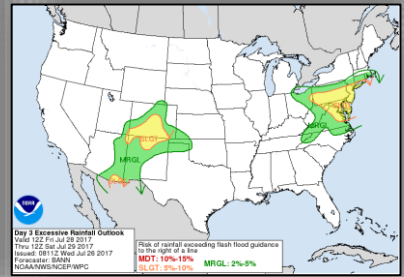 SLGT
MRGL
SLGT
MRGL
NOAA
Day 3 Excessive Rainfall Outlook
Valid 12Z Fri Jul 28 2017
Thru 12Z Sat Jul 29 2017
Issued: 0811Z Wed Jul 26 2017
Forecaster: BANN
NOAA/NWS/NCEP/WPC
Risk of rainfall exceeding flash flood guidance
to the right of a line
MDT: 10%-15%
SLGT: 5%-10%
MRGL: 2%-5%